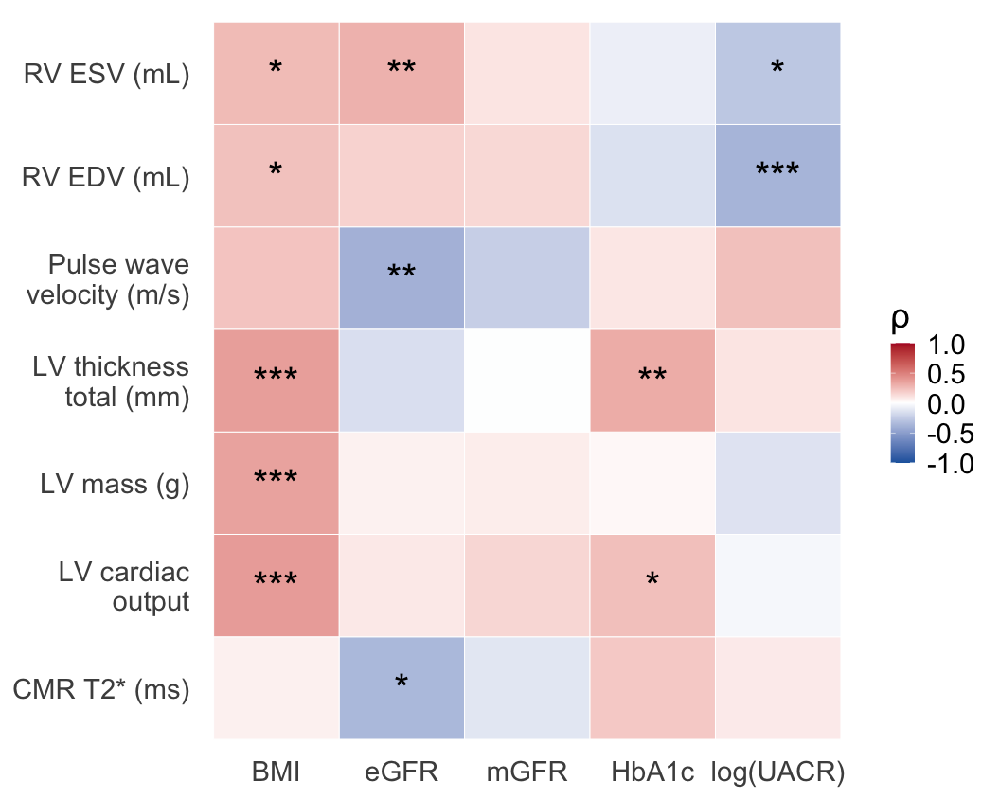 RV ESV (mL)
* ** *
RV EDV (mL)
* ***
Pulse wave
velocity (m/s)
**
LV thickness
total (mm)
*** **
LV mass (g)
***
LV cardiac
output
*** *
CMR T2* (ms)
*
BMI eGFR mGFR HbA1c log(UACR)
ρ
1.0
0.5
0.0
-0.5
-1.0